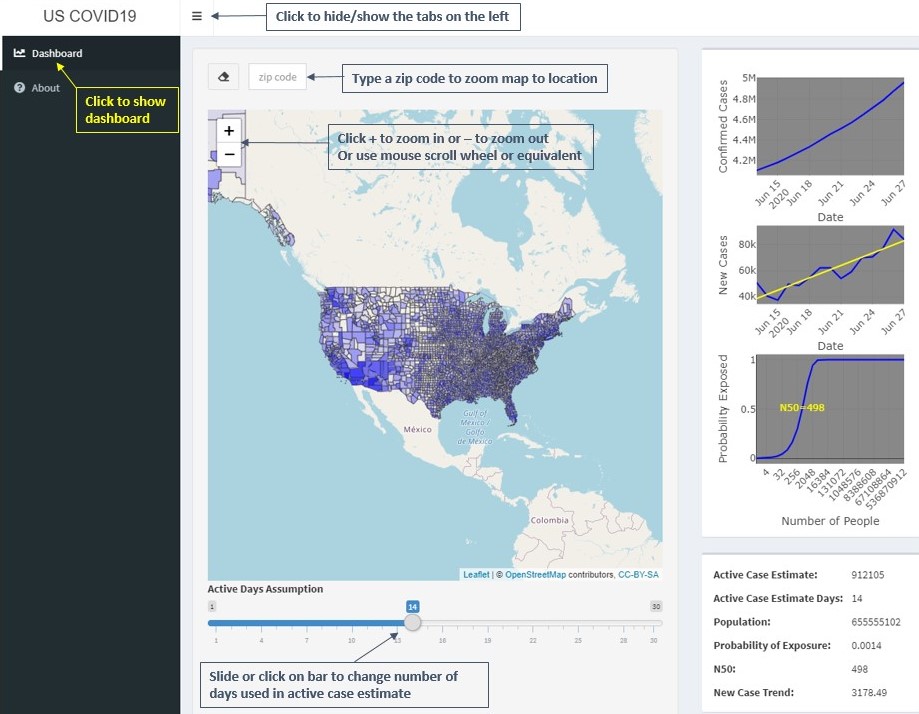 US COVID19
Click to hide/show the tabs on the left
Dashboard
About
Click to show
dashboard
zip code
Type a zip code to zoom map to location
+
−
Click + to zoom in or – to zoom out
Or use mouse scroll wheel or equivalent
México
Gulf of
Mexico /
Golfo
de México
Colombia
Leaflet | © OpenStreetMap contributors, CC-BY-SA
Active Days Assumption
1
14
30
1 4 7 10 13 16 19 22 25 28 30
Slide or click on bar to change number of
days used in active case estimate
Confirmed Cases
5M
4.8M
4.6M
4.4M
4.2M
Jun 15
2020
Jun 18
Jun 21
Jun 24
Jun 27
Date
New Cases
80k
60k
40k
Jun 15
2020
Jun 18
Jun 21
Jun 24
Jun 27
Date
Probability Exposed
1
0.5
0
N50=498
4
32
256
2048
16384
131072
1048576
8388608
67108864
536870912
Number of People
Active Case Estimate: 912105
Active Case Estimate Days: 14
Population: 655555102
Probability of Exposure: 0.0014
N50: 498
New Case Trend: 3178.49